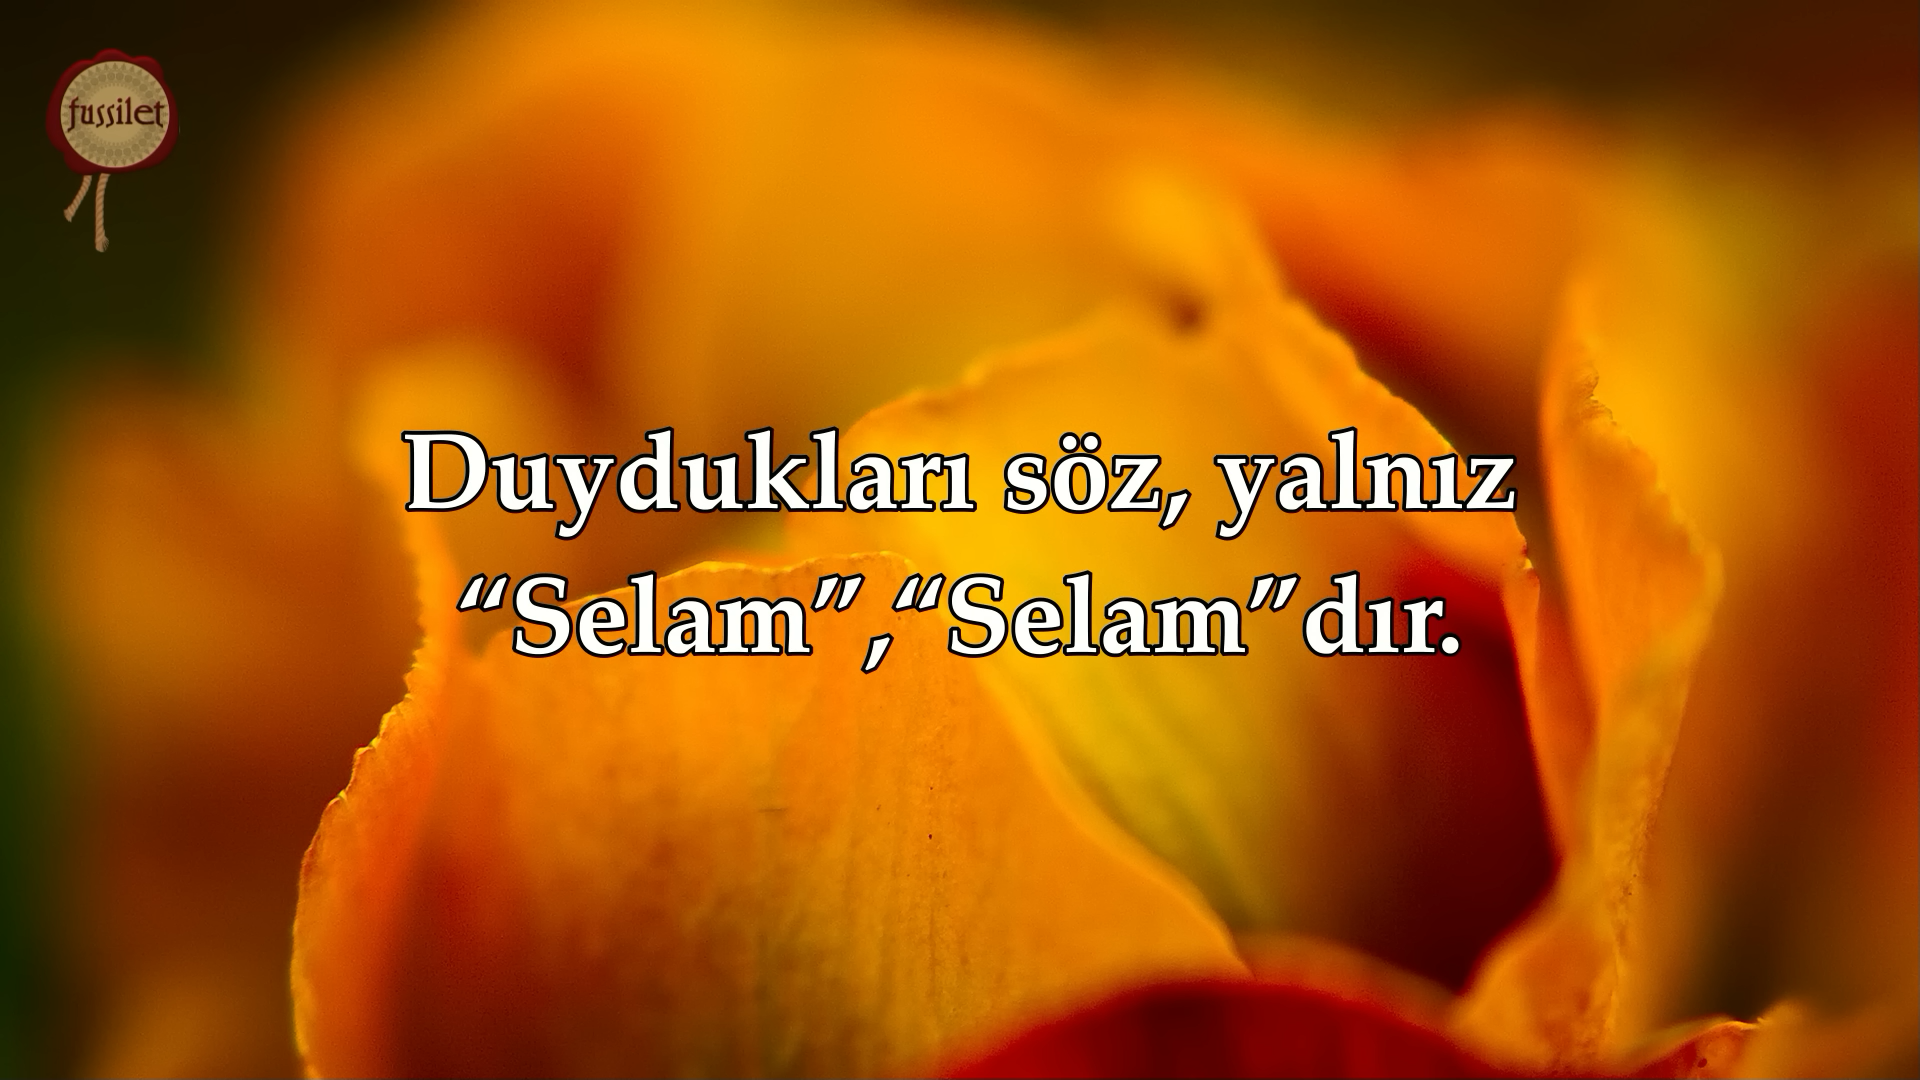 fussilet
Duydukları söz, yalnız
“Selam”,“Selam”dır.